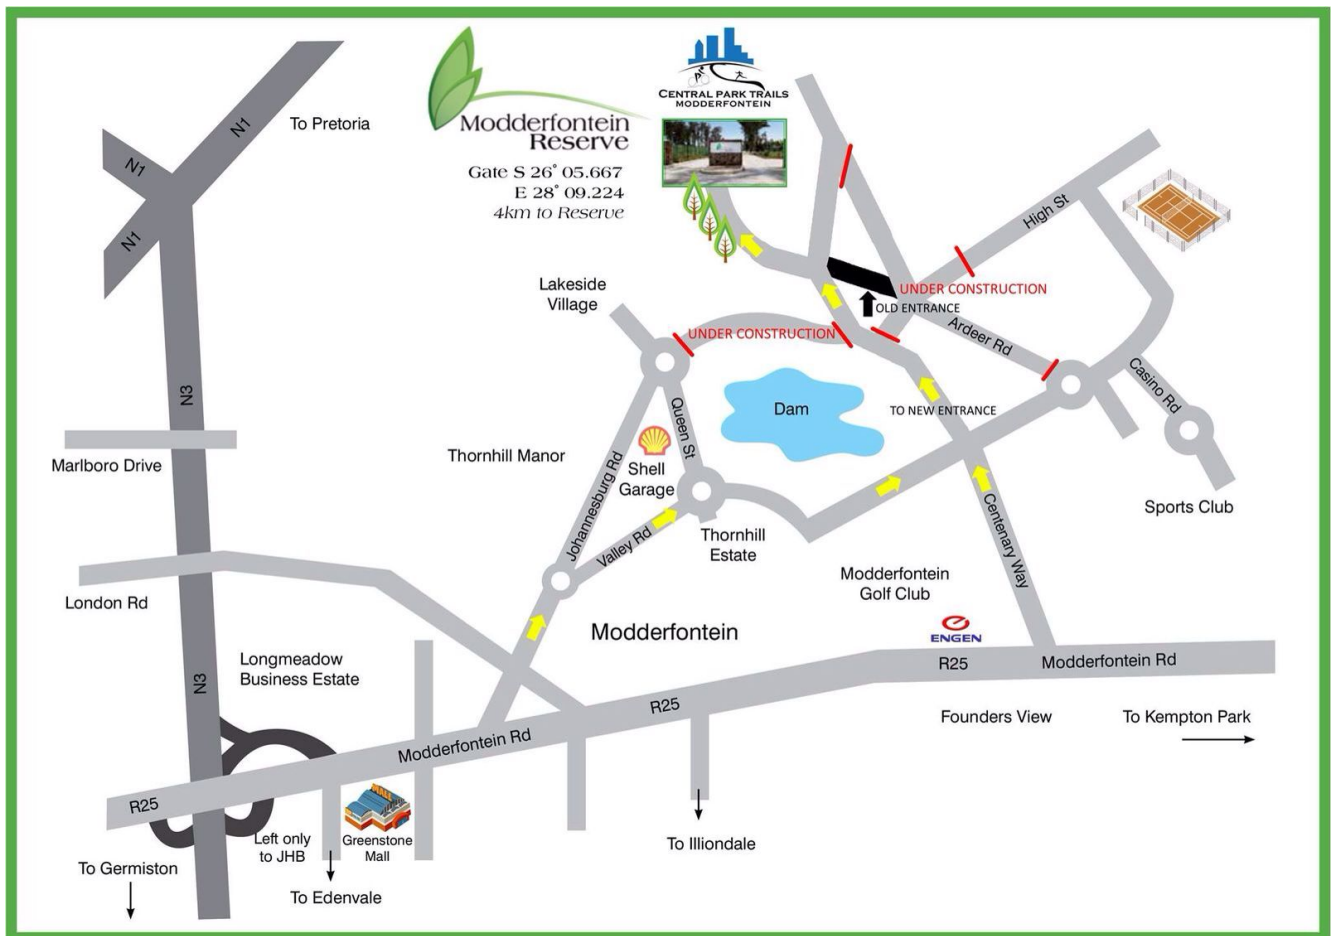 N1
To Pretoria
N1
N1
Modderfontein
Reserve
Gate S 26° 05.667
E 28° 09.224
4km to Reserve
CENTRAL PARK TRAILS
MODDERFONTEIN
High St
UNDER CONSTRUCTION
OLD ENTRANCE
Lakeside
Village
UNDER CONSTRUCTION
Ardeer Rd
Casino Rd
TO NEW ENTRANCE
Dam
N3
Marlboro Drive
Thornhill Manor
Queen St
Johannesburg Rd
Shell
Garage
Valley Rd
Thornhill
Estate
Centenary Way
Sports Club
London Rd
Modderfontein
Golf Club
ENGEN
Modderfontein
Longmeadow
Business Estate
N3
R25
Modderfontein Rd
R25
Modderfontein Rd
Founders View
To Kempton Park
R25
MALL
Left only
to JHB
Greenstone
Mall
To Illiondale
To Germiston
To Edenvale